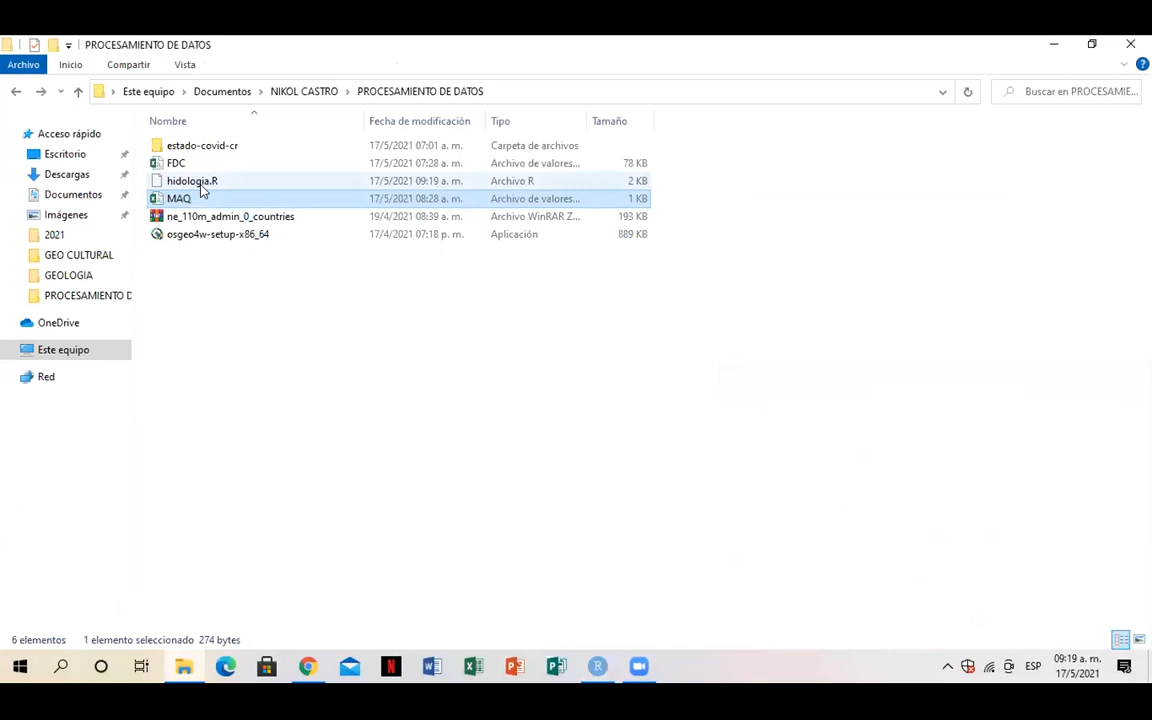 PROCESAMIENTO DE DATOS
Archivo Inicio Compartir Vista
Este equipo Documentos NIKOL CASTRO PROCESAMIENTO DE DATOS Buscar en PROCESAMIE...
Nombre Fecha de modificación Tipo Tamaño
Acceso rápido
Escritorio
Descargas
Documentos
Imágenes
2021
GEO CULTURAL
GEOLOGIA
PROCESAMIENTO D
OneDrive
Este equipo
Red
estado-covid-cr 17/5/2021 07:01 a. m. Carpeta de archivos
FDC 17/5/2021 07:28 a. m. Archivo de valores... 78 KB
hidologia.R 17/5/2021 09:19 a. m. Archivo R 2 KB
MAQ 17/5/2021 08:28 a. m. Archivo de valores... 1 KB
ne_110m_admin_0_countries 19/4/2021 08:39 a. m. Archivo WinRAR Z... 193 KB
osgeo4w-setup-x86_64 17/4/2021 07:18 p. m. Aplicación 889 KB
6 elementos 1 elemento seleccionado 274 bytes
ESP 09:19 a. m.
17/5/2021